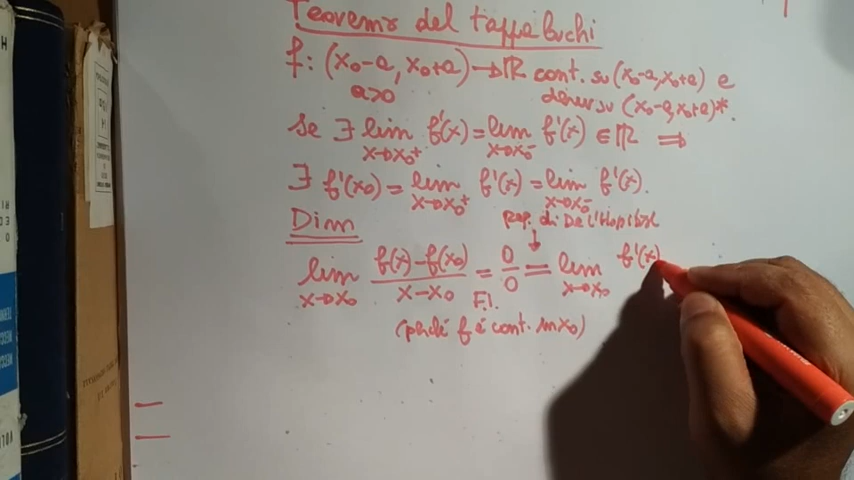 Teorema del tappabuchi
f: (x₀-a, x₀+a) → ℝ cont. su (x₀-a, x₀+a) e
a>0 deriv su (x₀-a, x₀+a)*.
Se ∃ lim f'(x) = lim f'(x) ∈ ℝ ⇒
x→x₀⁺ x→x₀⁻
∃ f'(x₀) = lim f'(x) = lim f'(x).
x→x₀⁺ x→x₀⁻
Dim
reg. di De L'Hopital
lim f(x)-f(x₀) / x-x₀ = 0/0 = lim f'(x)
x→x₀ F.I. x→x₀
(perché f è cont. in x₀)